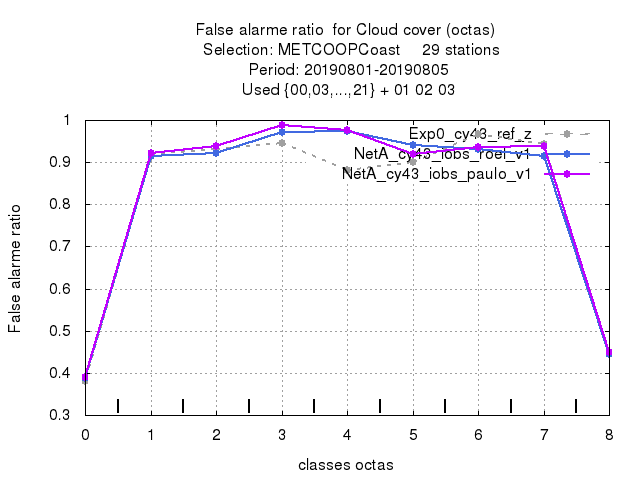 False alarme ratio  for Cloud cover (octas)
Selection: METCOOPCoast     29 stations
Period: 20190801-20190805
Used {00,03,...,21} + 01 02 03
Exp0_cy43_ref_z
NetA_cy43_iobs_roel_v1
NetA_cy43_iobs_paulo_v1
False alarme ratio
1
0.9
0.8
0.7
0.6
0.5
0.4
0.3
0 1 2 3 4 5 6 7 8
classes octas